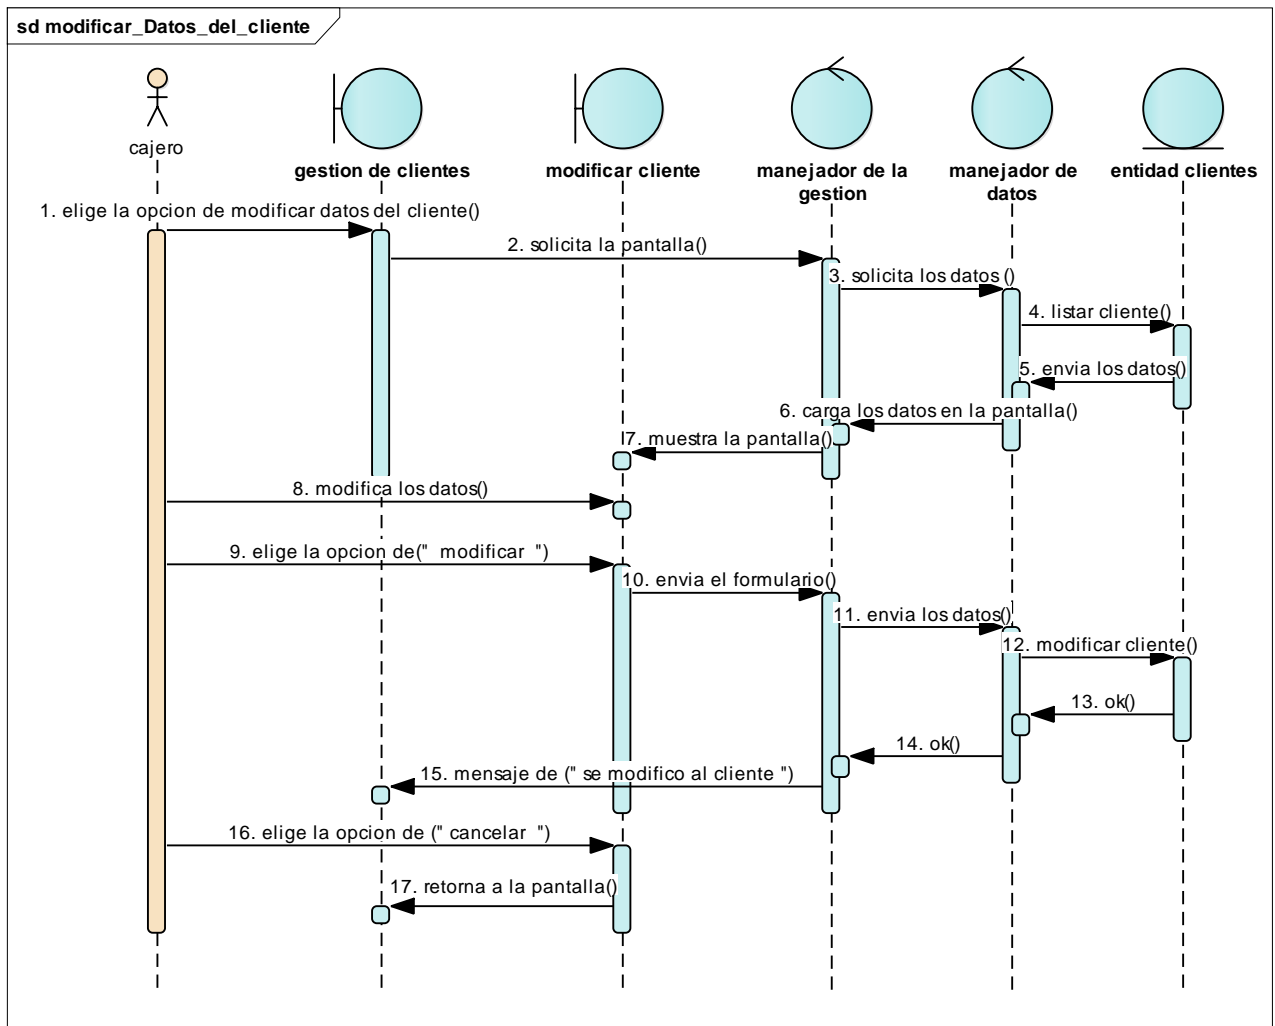 sd modificar_Datos_del_cliente
cajero
gestion de clientes
modificar cliente
manejador de la
gestion
manejador de
datos
entidad clientes
1. elige la opcion de modificar datos del cliente()
2. solicita la pantalla()
3. solicita los datos ()
4. listar cliente()
5. envia los datos()
6. carga los datos en la pantalla()
7. muestra la pantalla()
8. modifica los datos()
9. elige la opcion de("  modificar  ")
10. envia el formulario()
11. envia los datos()
12. modificar cliente()
13. ok()
14. ok()
15. mensaje de (" se modifico al cliente ")
16. elige la opcion de (" cancelar  ")
17. retorna a la pantalla()